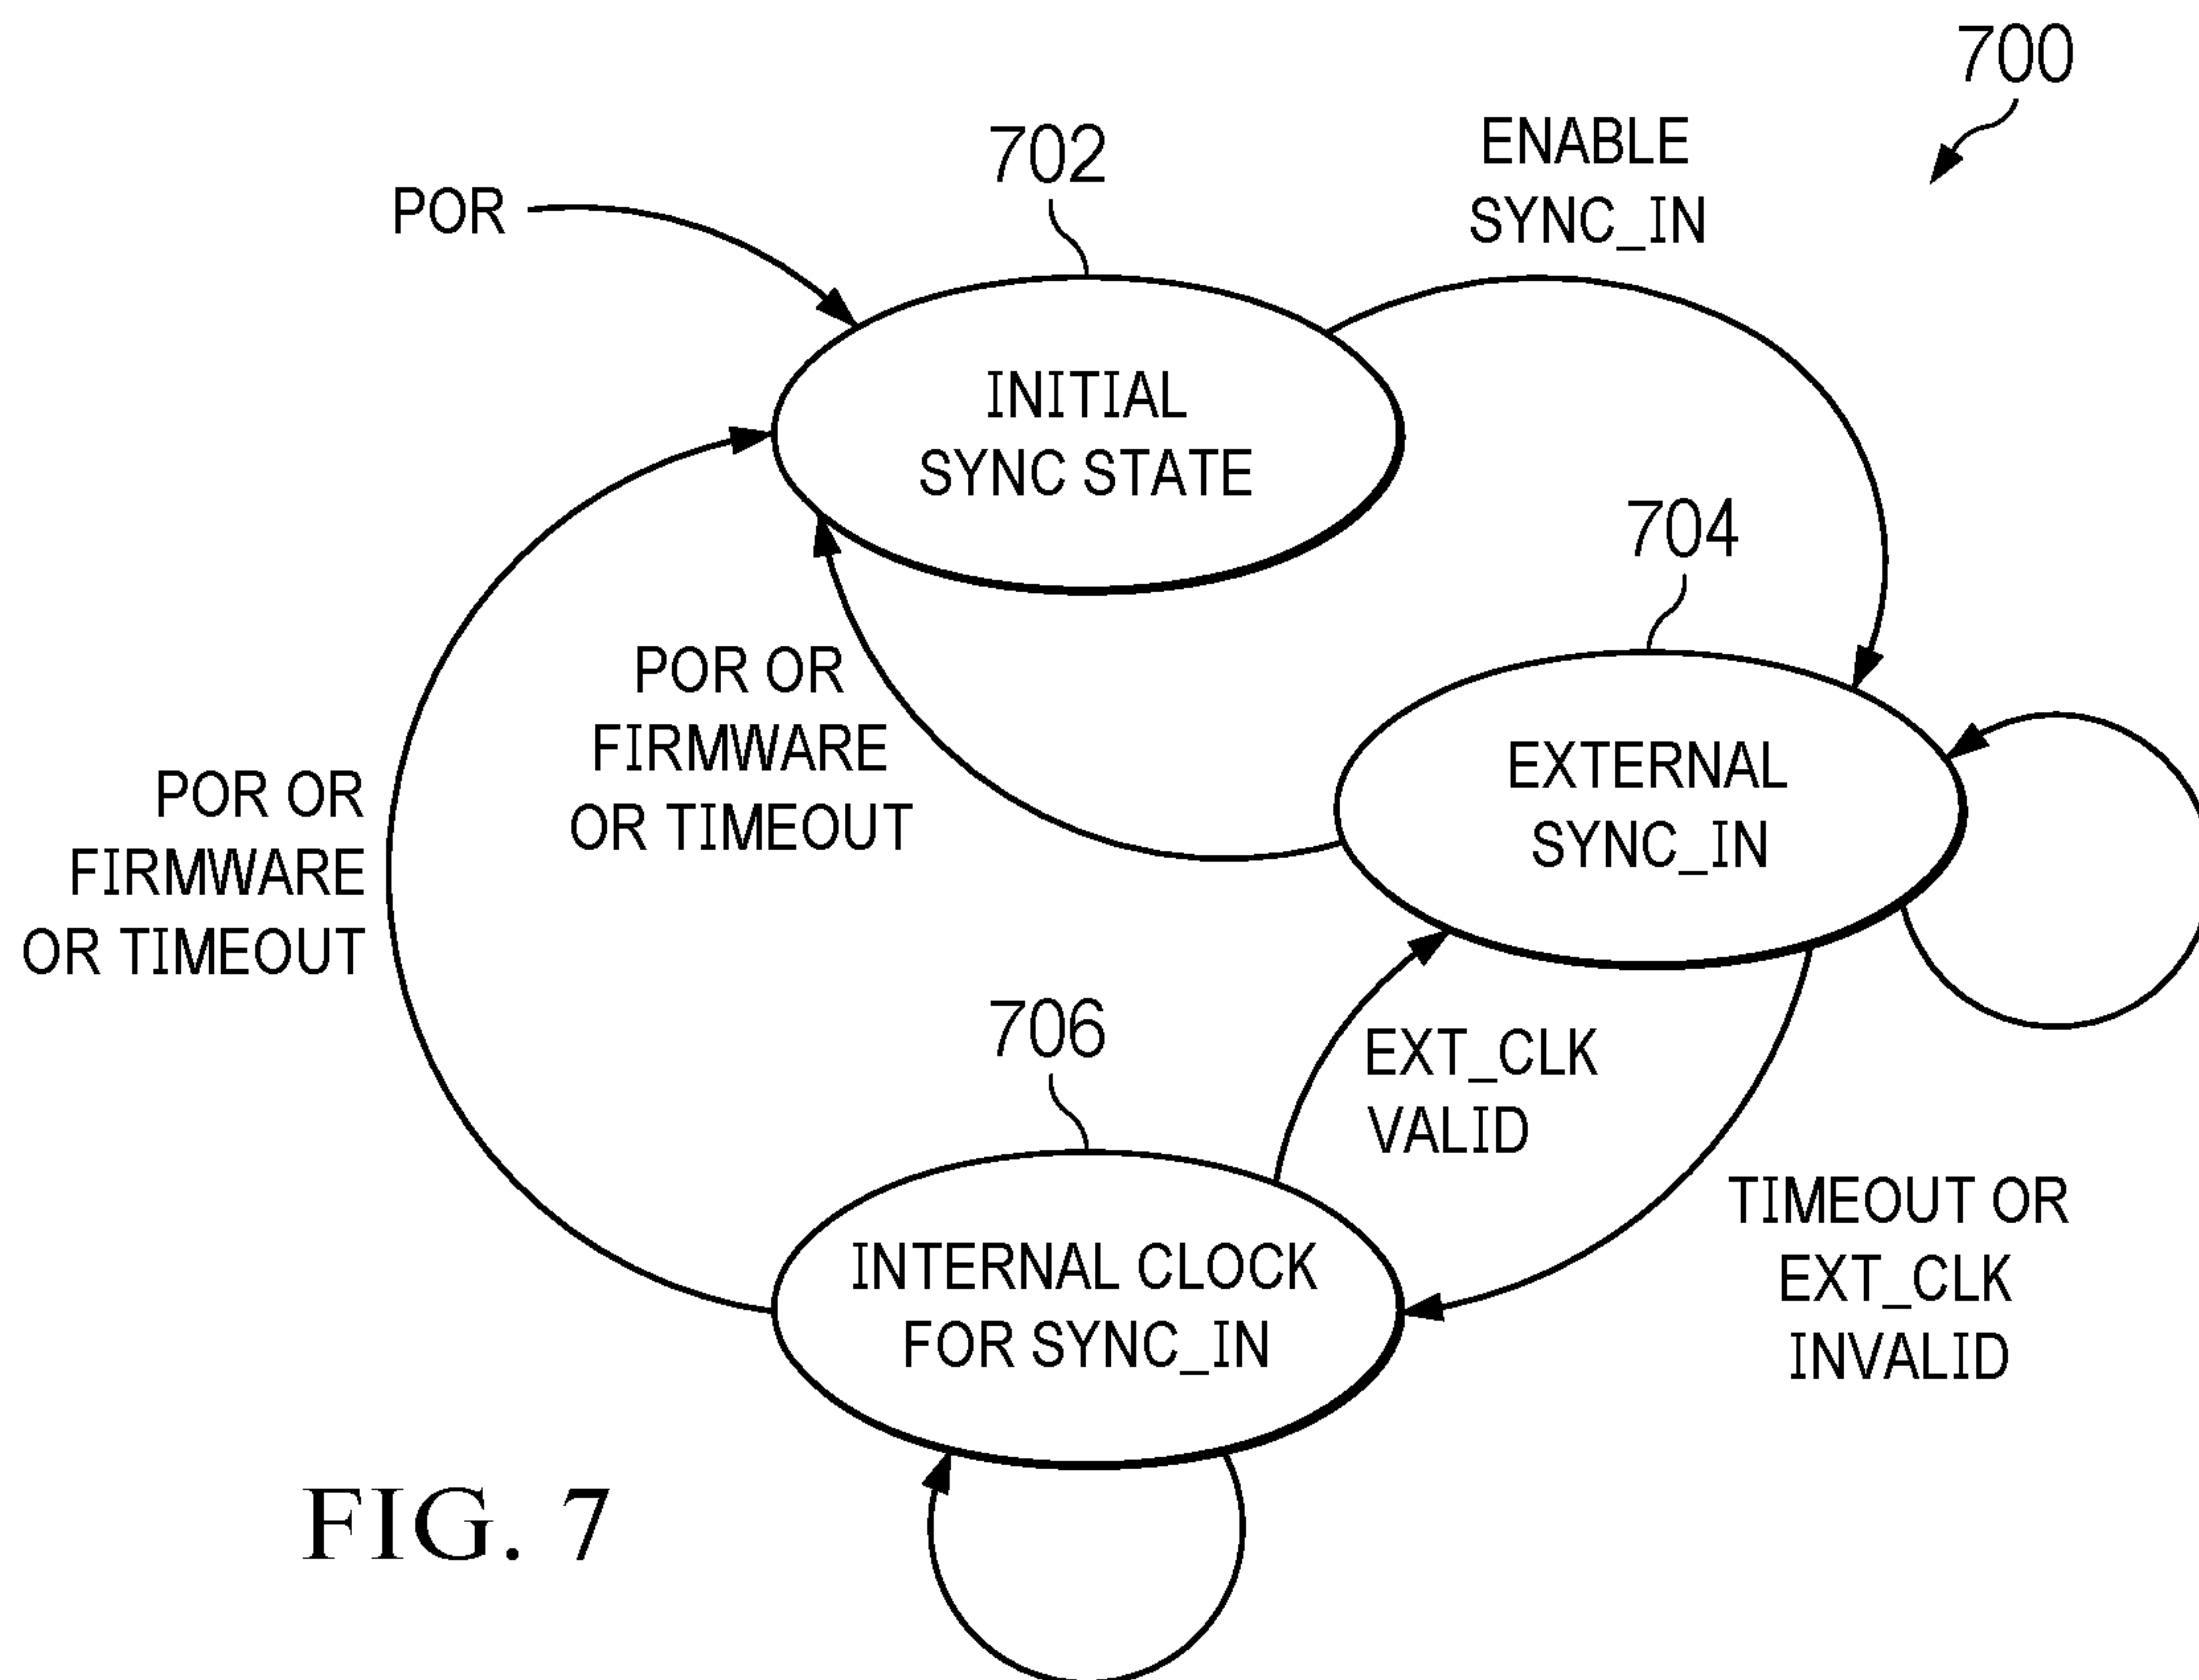 700
702
ENABLE
SYNC_IN
POR
INITIAL
SYNC STATE
704
POR OR
FIRMWARE
OR TIMEOUT
EXTERNAL
SYNC_IN
POR OR
FIRMWARE
OR TIMEOUT
706
EXT_CLK
VALID
TIMEOUT OR
EXT_CLK
INVALID
INTERNAL CLOCK
FOR SYNC_IN
FIG. 7